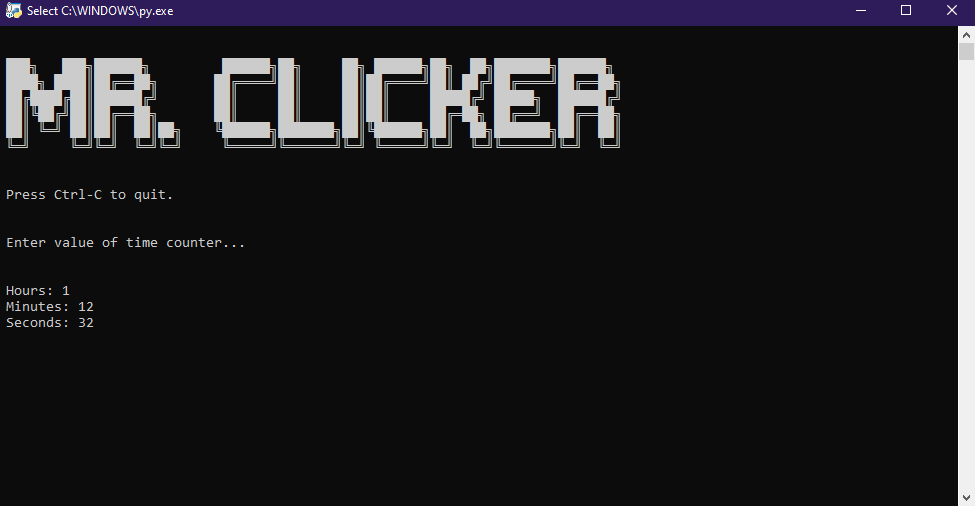 Select C:\WINDOWS\py.exe
MR. CLICKER
Press Ctrl-C to quit.
Enter value of time counter...
Hours: 1
Minutes: 12
Seconds: 32